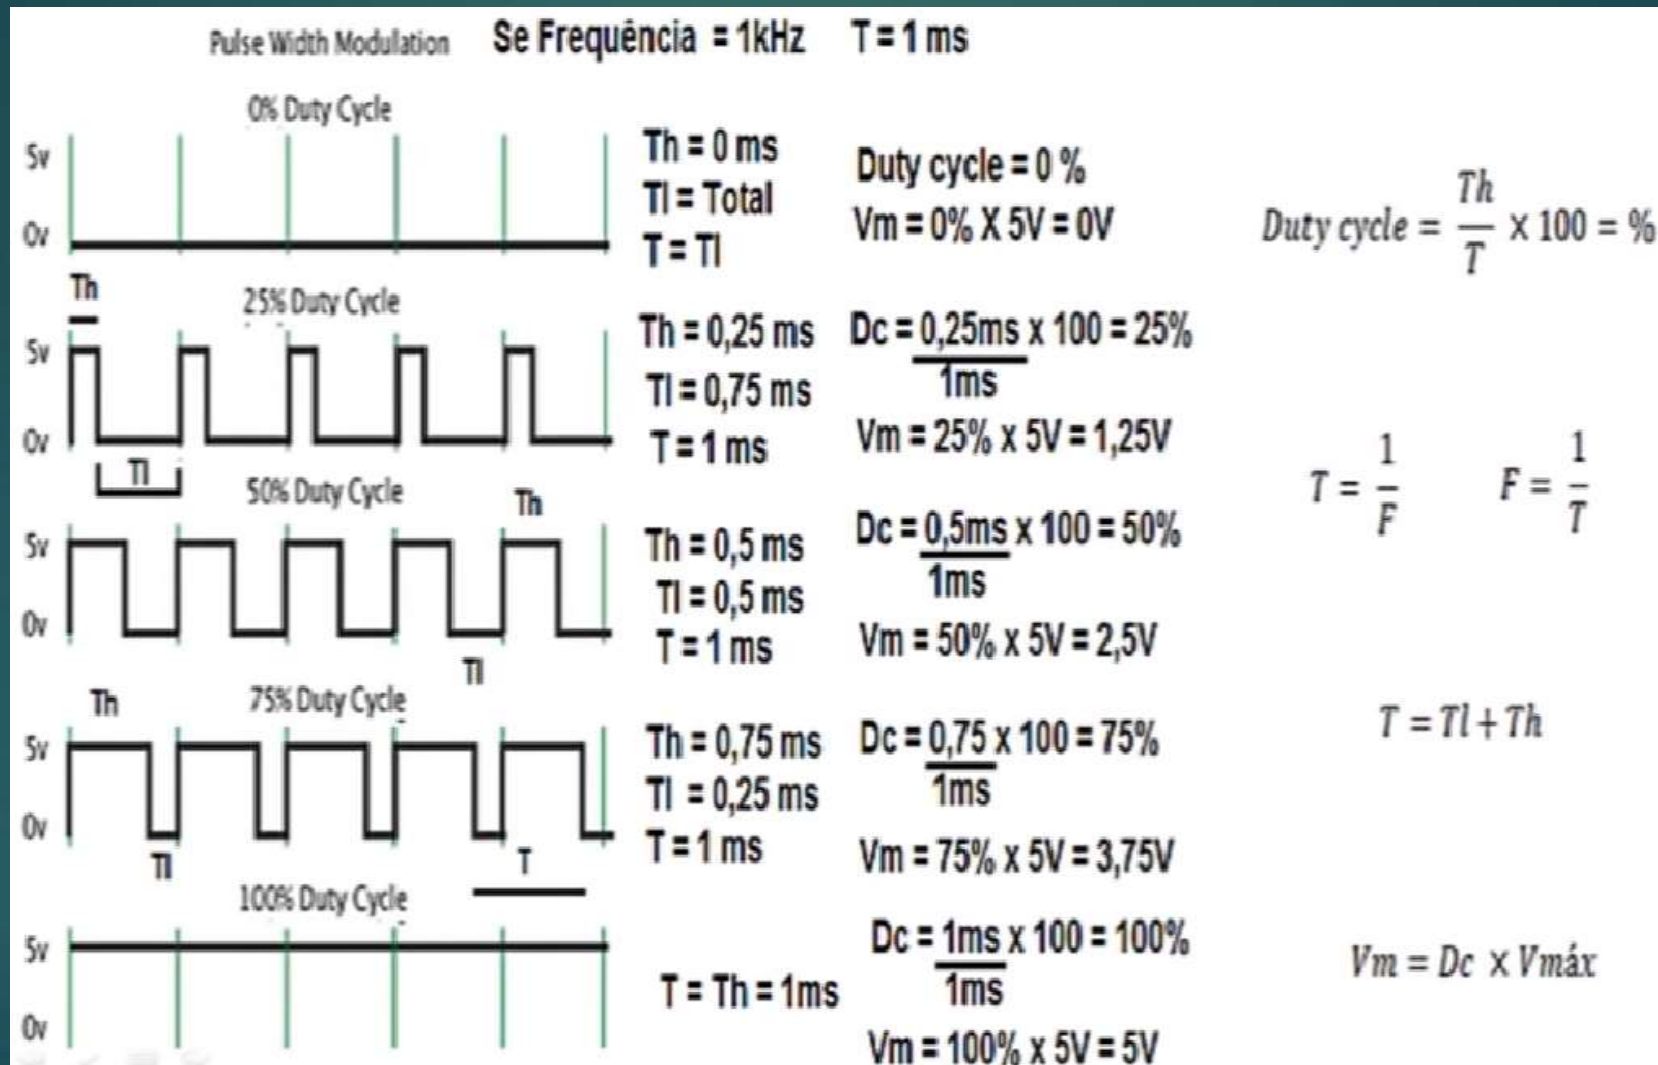 Pulse Width Modulation
Se Frequência = 1kHz T = 1 ms
0% Duty Cycle
5v
0v
Th = 0 ms
Tl = Total
T = Tl
Duty cycle = 0 %
Vm = 0% X 5V = 0V
Th
25% Duty Cycle
5v
0v
Tl
Th = 0,25 ms
Tl = 0,75 ms
T = 1 ms
Dc = 0,25ms x 100 = 25%
1ms
Vm = 25% x 5V = 1,25V
50% Duty Cycle
Th
5v
0v
Tl
Th = 0,5 ms
Tl = 0,5 ms
T = 1 ms
Dc = 0,5ms x 100 = 50%
1ms
Vm = 50% x 5V = 2,5V
Th
75% Duty Cycle
5v
0v
Tl
T
Th = 0,75 ms
Tl = 0,25 ms
T = 1 ms
Dc = 0,75 x 100 = 75%
1ms
Vm = 75% x 5V = 3,75V
100% Duty Cycle
5v
0v
T = Th = 1ms
Dc = 1ms x 100 = 100%
1ms
Vm = 100% x 5V = 5V
Duty cycle = Th / T × 100 = %
T = 1 / F F = 1 / T
T = Tl + Th
Vm = Dc × Vmáx